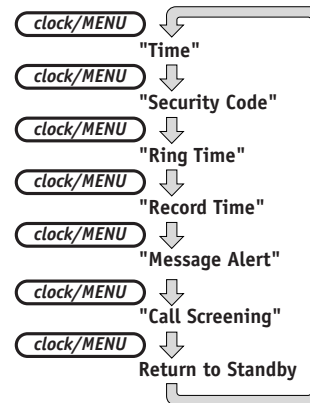 clock/MENU
"Time"
clock/MENU
"Security Code"
clock/MENU
"Ring Time"
clock/MENU
"Record Time"
clock/MENU
"Message Alert"
clock/MENU
"Call Screening"
clock/MENU
Return to Standby